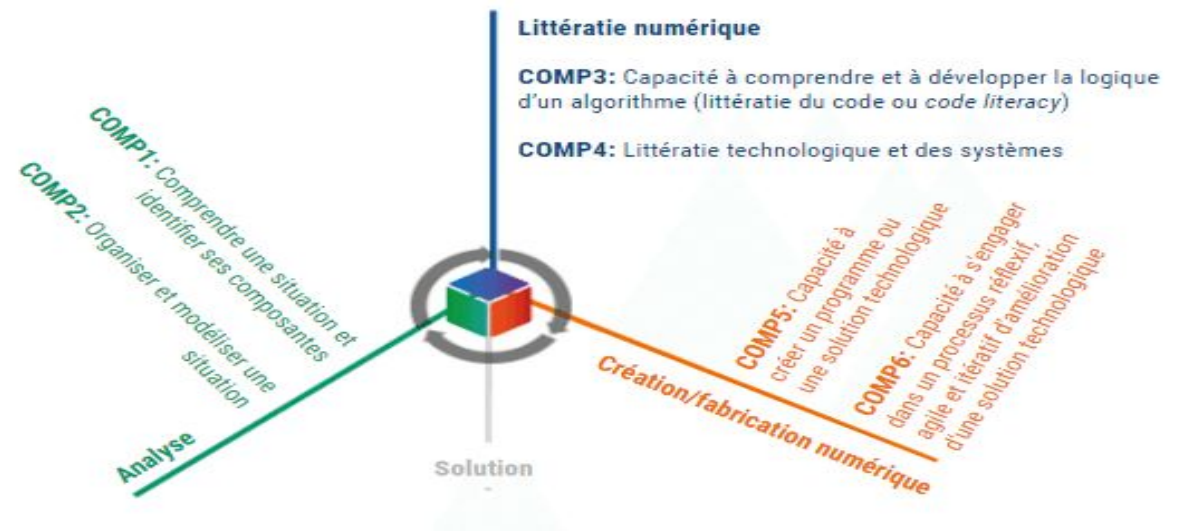 Littératie numérique
COMP3: Capacité à comprendre et à développer la logique
d'un algorithme (littératie du code ou code literacy)
COMP4: Littératie technologique et des systèmes
COMP1: Comprendre une situation et
identifier ses composantes
COMP2: Organiser et modéliser une
situation
Analyse
COMP5: Capacité à
créer un programme ou
une solution technologique
COMP6: Capacité à s'engager
dans un processus réflexif,
agile et itératif d'amélioration
d'une solution technologique
Création/fabrication numérique
Solution